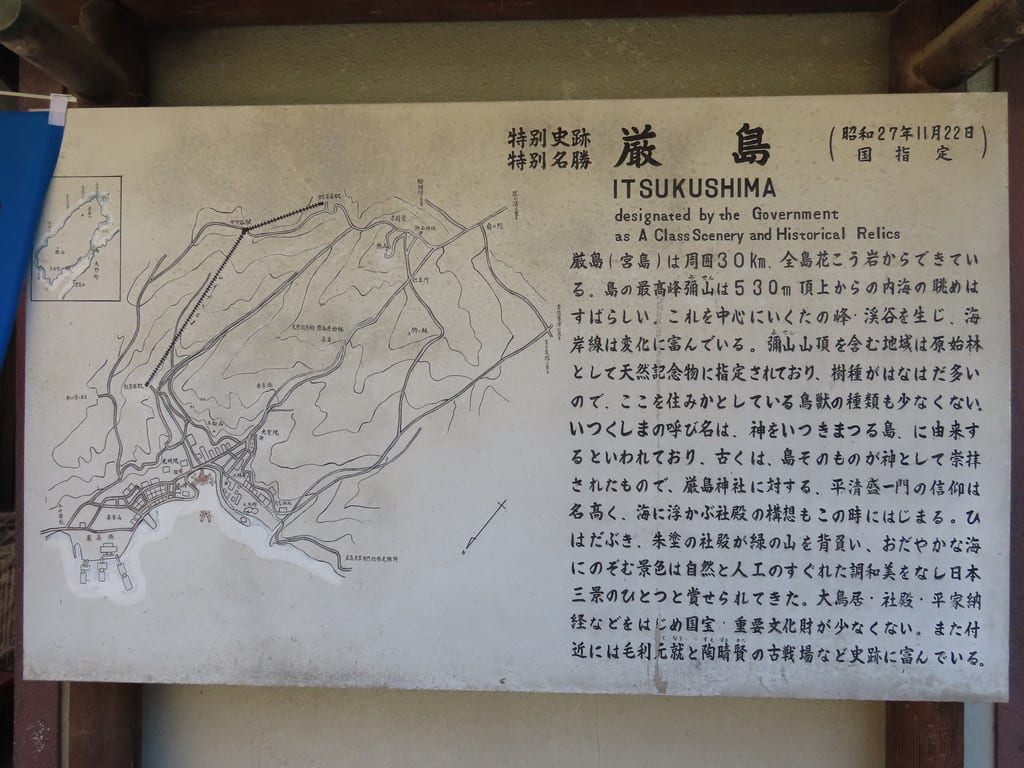 特別史跡
特別名勝
厳島
(昭和27年11月22日
国指定)
ITSUKUSHIMA
designated by the Government
as A Class Scenery and Historical Relics
厳島(宮島)は周囲30Km、全島花こう岩からできてい
る。島の最高峰彌山は530m頂上からの内海の眺めは
すばらしい。これを中心にいくたの峰・渓谷を生じ、海
岸線は変化に富んでいる。彌山山頂を含む地域は原始林
として天然記念物に指定されており、樹種がはなはだ多い
ので、ここを住みかとしている鳥獣の種類も少なくない。
いつくしまの呼び名は、神をいつきまつる島、に由来す
るといわれており、古くは、島そのものが神として崇拝
されたもので、厳島神社に対する、平清盛一門の信仰は
名高く、海に浮かぶ社殿の構想もこの時にはじまる。ひ
はだぶき、朱塗の社殿が緑の山を背負い、おだやかな海
にのぞむ景色は自然と人工のすぐれた調和美をなし日本
三景のひとつと賞せられてきた。大鳥居・社殿・平家納
経などをはじめ国宝・重要文化財が少なくない。また付
近には毛利元就と陶晴賢の古戦場など史跡に富んでいる。
大聖院
光明院
厳島港